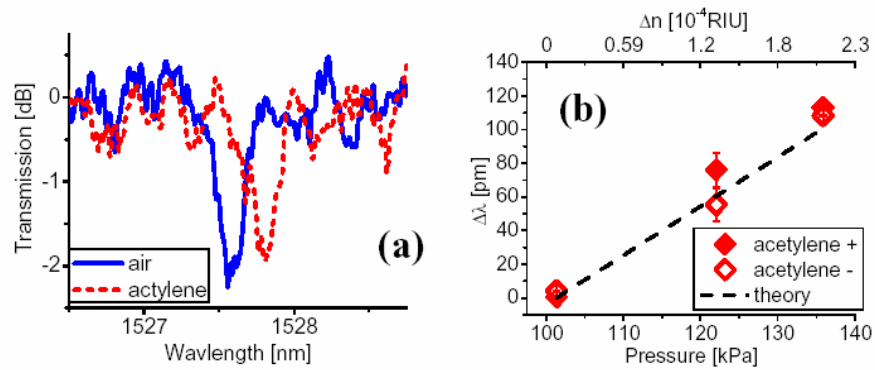 (a)
Transmission [dB]
0
-1
-2
air
actylene
1527 1528
Wavlength [nm]
(b)
Δn [10⁻⁴RIU]
0 0.59 1.2 1.8 2.3
Δλ [pm]
140
120
100
80
60
40
20
0
acetylene +
acetylene -
theory
100 110 120 130 140
Pressure [kPa]